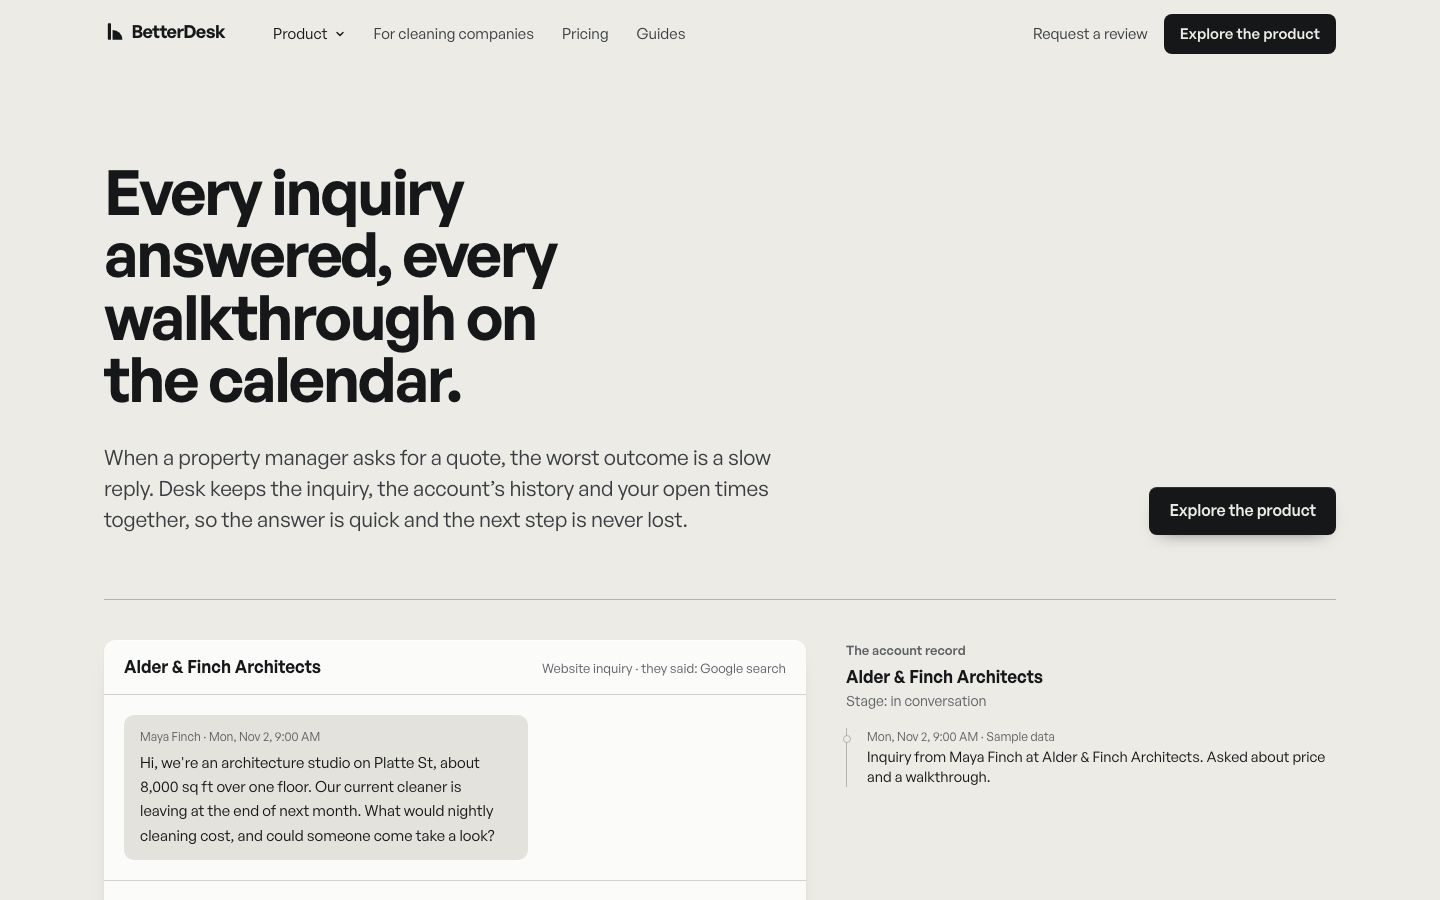 BetterDesk
Product
For cleaning companies
Pricing
Guides
Request a review
Explore the product
Every inquiry
answered, every
walkthrough on
the calendar.
When a property manager asks for a quote, the worst outcome is a slow
reply. Desk keeps the inquiry, the account’s history and your open times
together, so the answer is quick and the next step is never lost.
Explore the product
Alder & Finch Architects
Website inquiry · they said: Google search
Maya Finch · Mon, Nov 2, 9:00 AM
Hi, we're an architecture studio on Platte St, about
8,000 sq ft over one floor. Our current cleaner is
leaving at the end of next month. What would nightly
cleaning cost, and could someone come take a look?
The account record
Alder & Finch Architects
Stage: in conversation
Mon, Nov 2, 9:00 AM · Sample data
Inquiry from Maya Finch at Alder & Finch Architects. Asked about price
and a walkthrough.